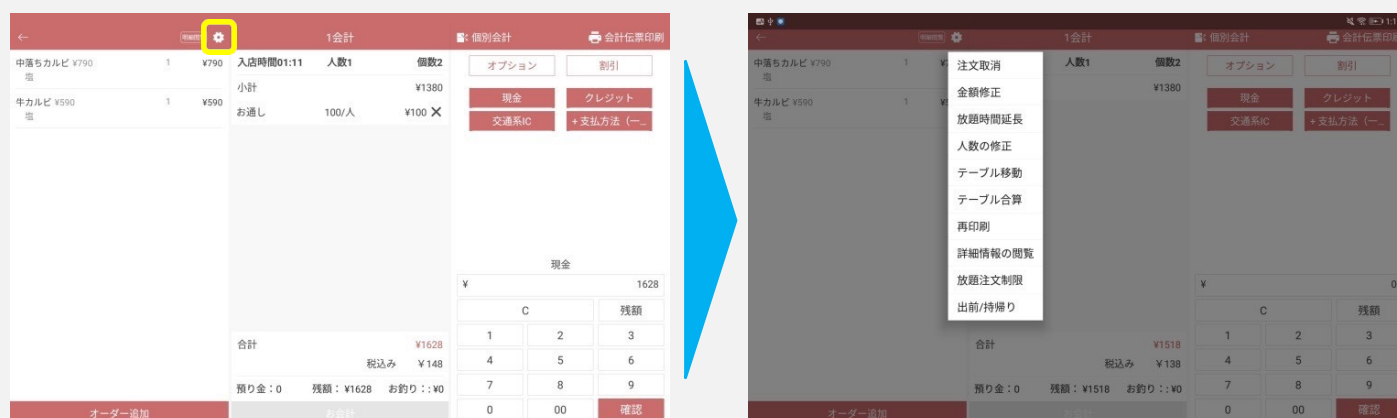 明細閲覧 1会計 個別会計 会計伝票印刷
中落ちカルビ ¥790 1 ¥790
塩
牛カルビ ¥590 1 ¥590
塩
入店時間01:11 人数1 個数2
小計 ¥1380
お通し 100/人 ¥100 ✕
オプション 割引
現金 クレジット
交通系IC +支払方法（一…
現金
¥ 1628
C 残額
1 2 3
4 5 6
7 8 9
0 00 確認
合計 ¥1628
税込み ¥148
預り金：0 残額：¥1628 お釣り：:¥0
オーダー追加 お会計
1会計 個別会計 会計伝票印刷
中落ちカルビ ¥790 1
塩
牛カルビ ¥590 1
塩
注文取消
金額修正
放題時間延長
人数の修正
テーブル移動
テーブル合算
再印刷
詳細情報の閲覧
放題注文制限
出前/持帰り
人数1 個数2
¥1380
オプション 割引
現金 クレジット
交通系IC +支払方法（一…
¥ 0
C 残額
1 2 3
4 5 6
7 8 9
0 00 確認
合計 ¥1518
税込み ¥138
預り金：0 残額：¥1518 お釣り：:¥0
オーダー追加 お会計